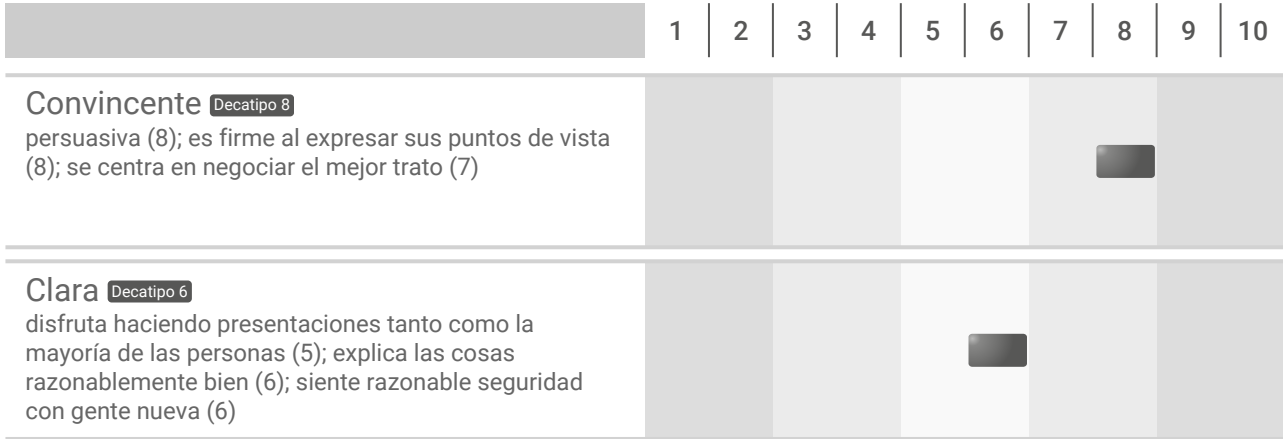 1 2 3 4 5 6 7 8 9 10
Convincente Decatipo 8
persuasiva (8); es firme al expresar sus puntos de vista
(8); se centra en negociar el mejor trato (7)
Clara Decatipo 6
disfruta haciendo presentaciones tanto como la
mayoría de las personas (5); explica las cosas
razonablemente bien (6); siente razonable seguridad
con gente nueva (6)